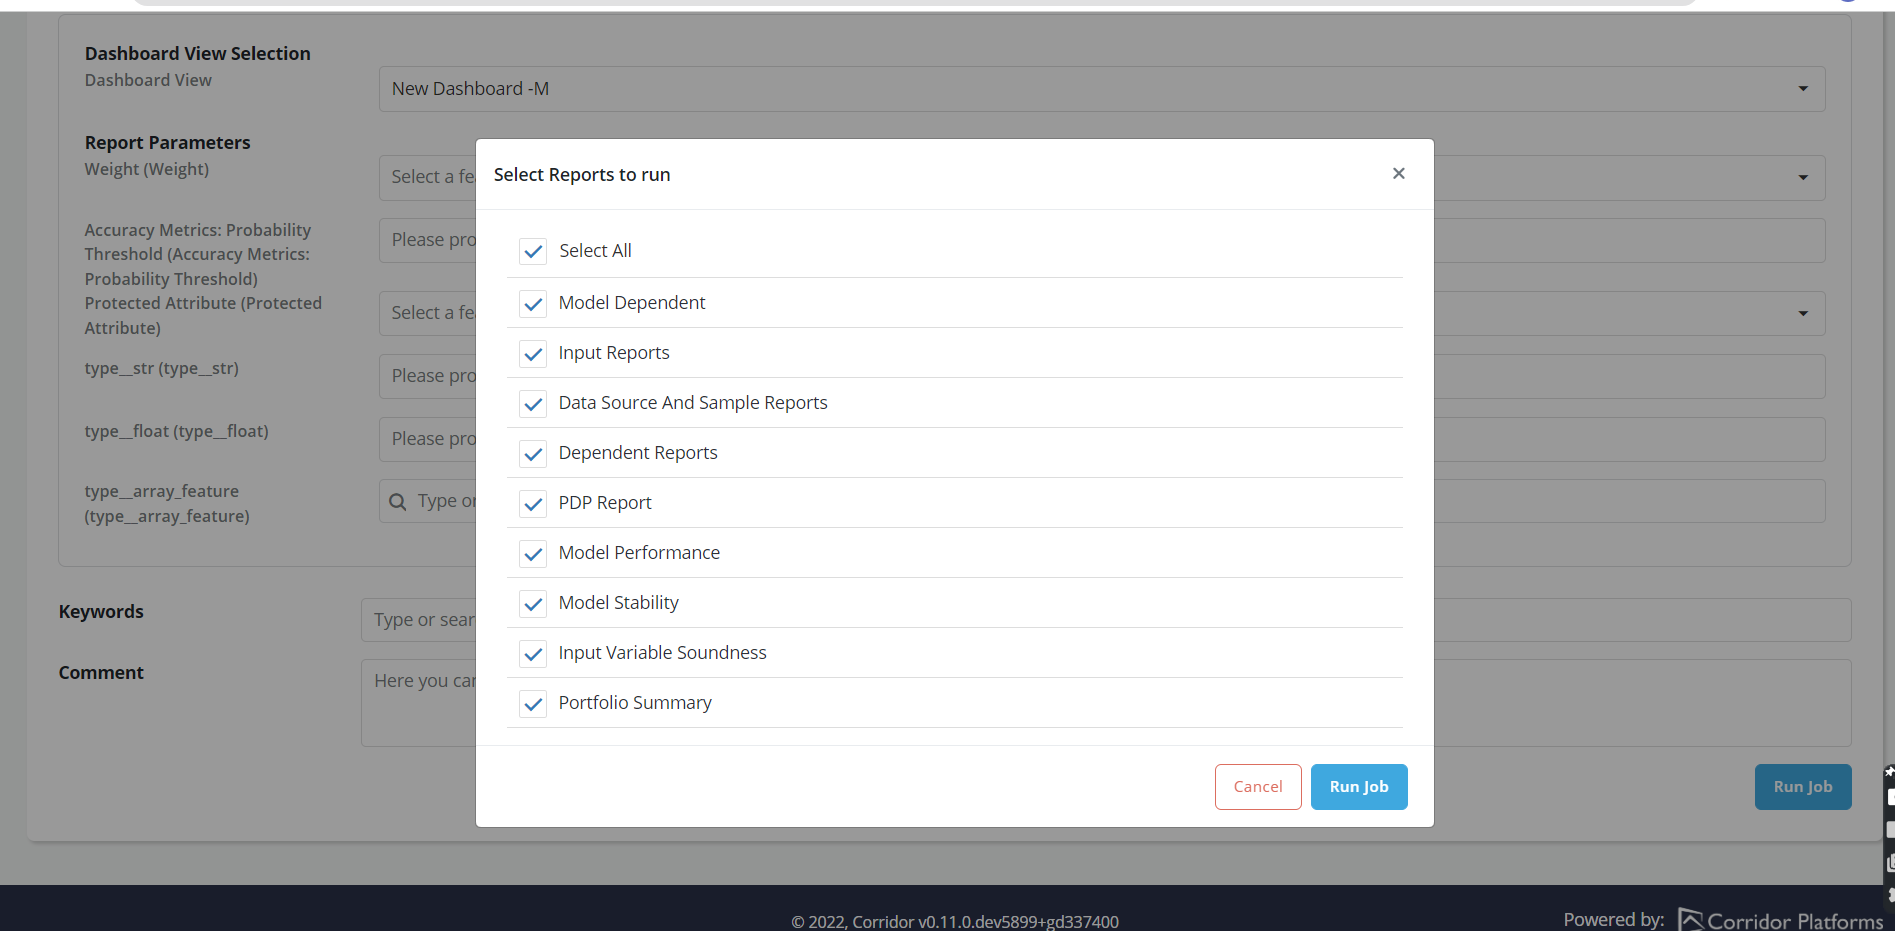 Dashboard View Selection
Dashboard View
New Dashboard -M
Report Parameters
Weight (Weight)
Select a fe
Accuracy Metrics: Probability
Threshold (Accuracy Metrics:
Probability Threshold)
Please pro
Protected Attribute (Protected
Attribute)
Select a fe
type__str (type__str)
Please pro
type__float (type__float)
Please pro
type__array_feature
(type__array_feature)
Type or
Keywords
Type or sear
Comment
Here you can
Select Reports to run
Select All
Model Dependent
Input Reports
Data Source And Sample Reports
Dependent Reports
PDP Report
Model Performance
Model Stability
Input Variable Soundness
Portfolio Summary
Cancel
Run Job
Run Job
© 2022, Corridor v0.11.0.dev5899+gd337400
Powered by:
Corridor Platforms